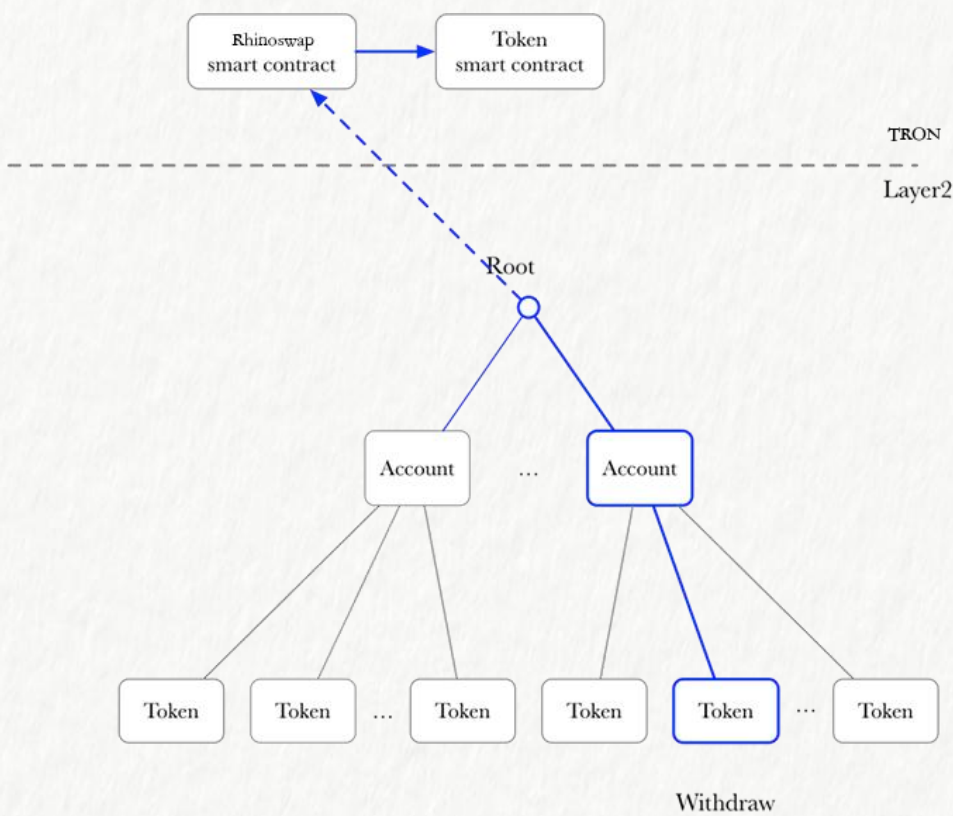 Rhinoswap
smart contract
Token
smart contract
TRON
Layer2
Root
Account
...
Account
Token
Token
...
Token
Token
Token
...
Token
Withdraw